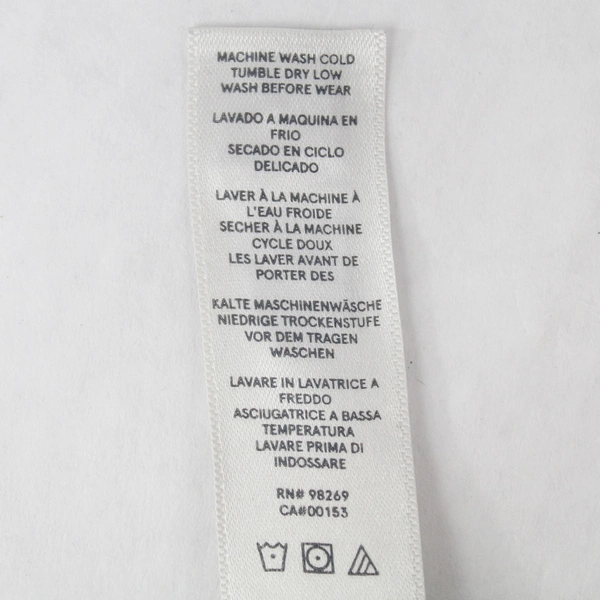 MACHINE WASH COLD
TUMBLE DRY LOW
WASH BEFORE WEAR
LAVADO A MAQUINA EN
FRIO
SECADO EN CICLO
DELICADO
LAVER À LA MACHINE À
L'EAU FROIDE
SECHER À LA MACHINE
CYCLE DOUX
LES LAVER AVANT DE
PORTER DES
KALTE MASCHINENWÄSCHE
NIEDRIGE TROCKENSTUFE
VOR DEM TRAGEN
WASCHEN
LAVARE IN LAVATRICE A
FREDDO
ASCIUGATRICE A BASSA
TEMPERATURA
LAVARE PRIMA DI
INDOSSARE
RN# 98269
CA#00153